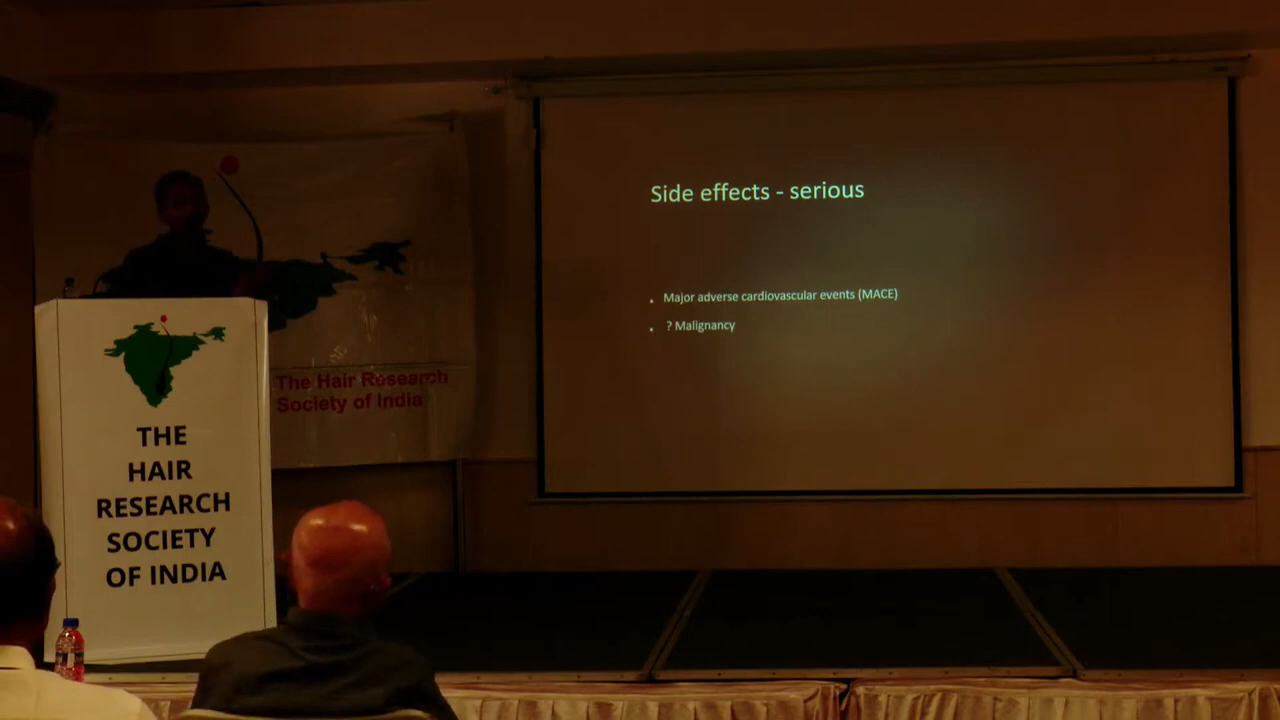 Side effects - serious
• Major adverse cardiovascular events (MACE)
• ? Malignancy
The Hair Research
Society of India
THE
HAIR
RESEARCH
SOCIETY
OF INDIA